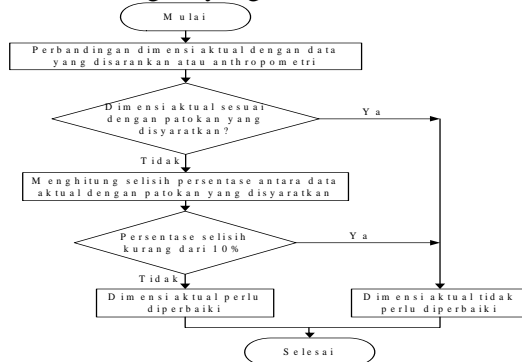 Mulai
Perbandingan dimensi aktual dengan data
yang disarankan atau anthropometri
Dimensi aktual sesuai
dengan patokan yang
disyaratkan?
Ya
Tidak
Menghitung selisih persentase antara data
aktual dengan patokan yang disyaratkan
Persentase selisih
kurang dari 10%
Ya
Tidak
Dimensi aktual perlu
diperbaiki
Dimensi aktual tidak
perlu diperbaiki
Selesai